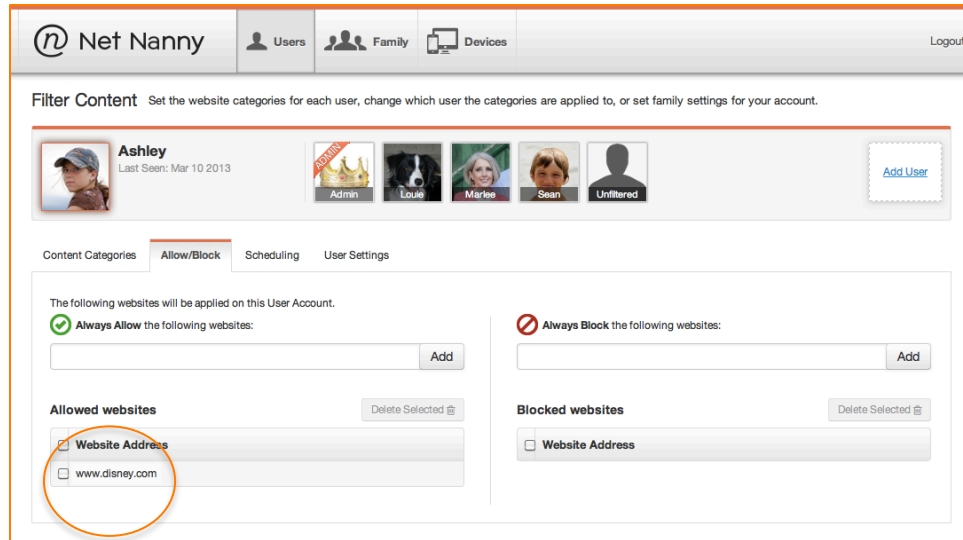 Net Nanny
Users
Family
Devices
Logout
Filter Content Set the website categories for each user, change which user the categories are applied to, or set family settings for your account.
Ashley
Last Seen: Mar 10 2013
ADMIN
Admin
Louie
Marlee
Sean
Unfiltered
Add User
Content Categories
Allow/Block
Scheduling
User Settings
The following websites will be applied on this User Account.
Always Allow the following websites:
Add
Always Block the following websites:
Add
Allowed websites
Delete Selected
Website Address
www.disney.com
Blocked websites
Delete Selected
Website Address